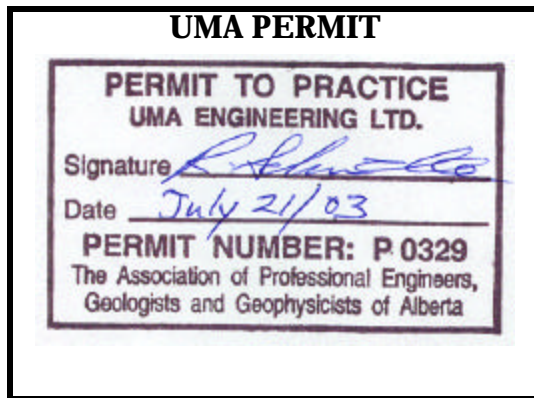 UMA PERMIT
PERMIT TO PRACTICE
UMA ENGINEERING LTD.
Signature
Date July 21/03
PERMIT NUMBER: P 0329
The Association of Professional Engineers,
Geologists and Geophysicists of Alberta